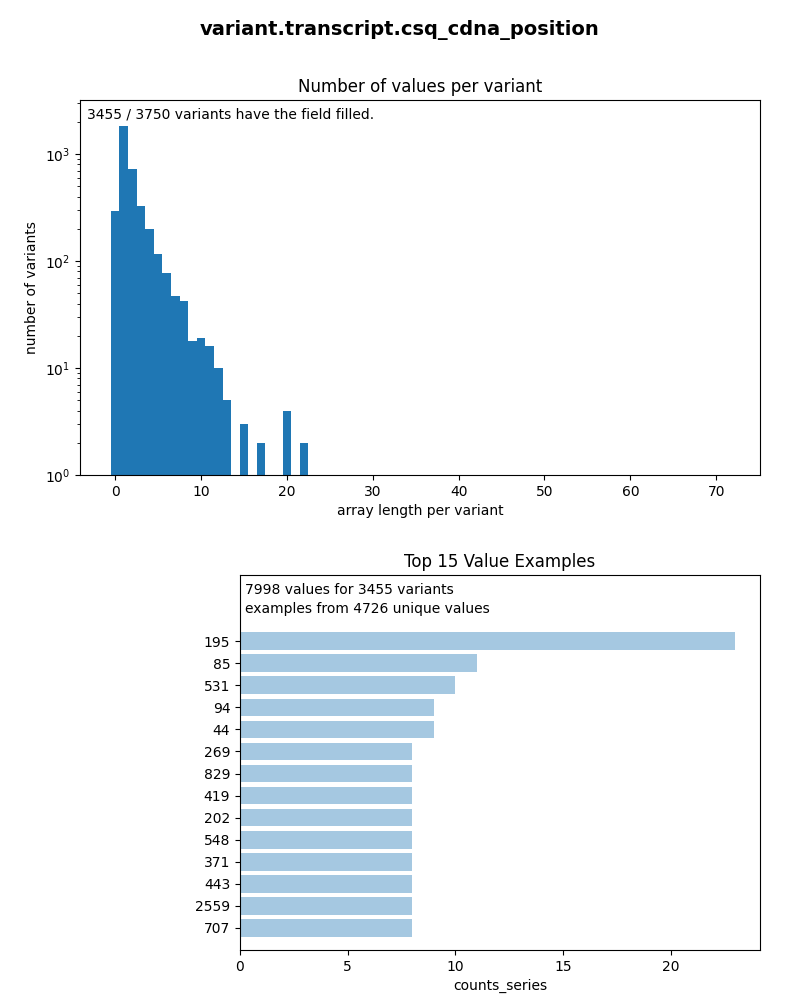 variant.transcript.csq_cdna_position
Number of values per variant
3455 / 3750 variants have the field filled.
number of variants
10³
10²
10¹
10⁰
0 10 20 30 40 50 60 70
array length per variant
Top 15 Value Examples
7998 values for 3455 variants
examples from 4726 unique values
195
85
531
94
44
269
829
419
202
548
371
443
2559
707
0 5 10 15 20
counts_series